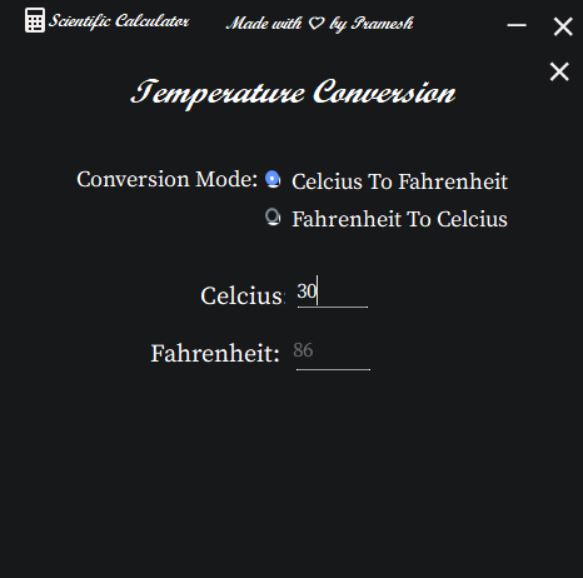 Scientific Calculator Made with ♡ by Pramesh
Temperature Conversion
Conversion Mode: Celcius To Fahrenheit
Fahrenheit To Celcius
Celcius: 30
Fahrenheit: 86